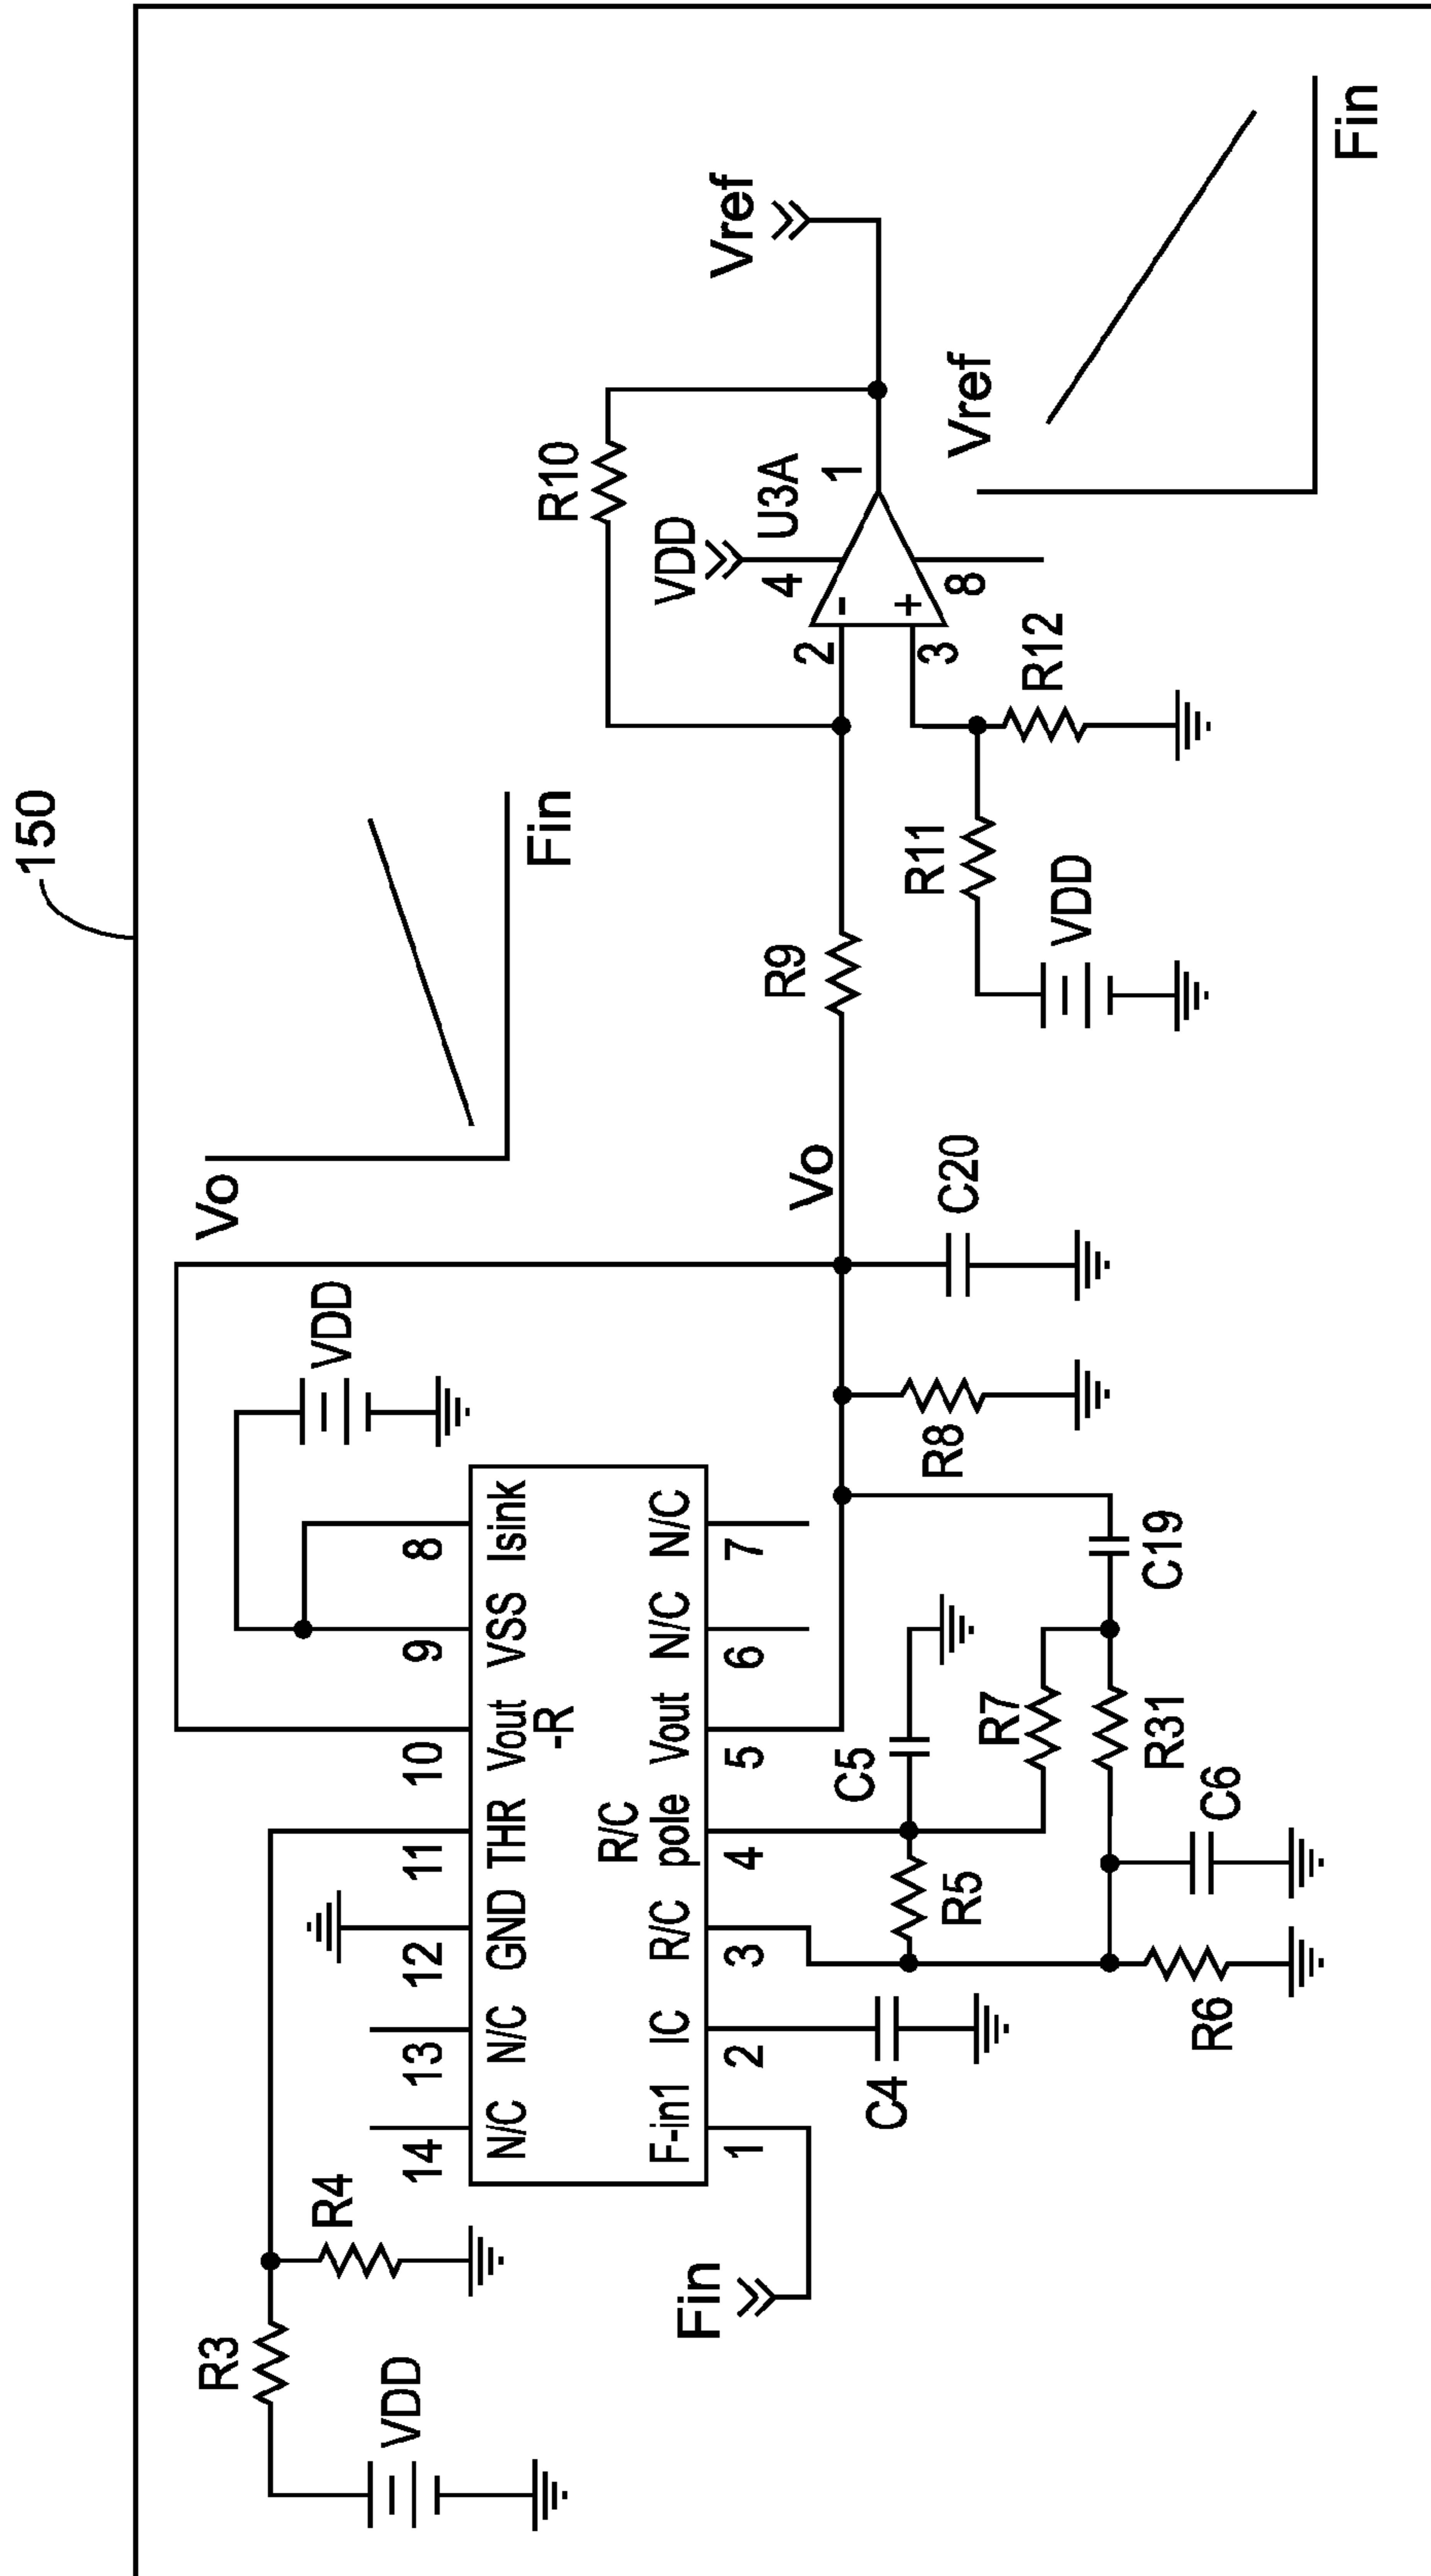 150
Vo
Fin
VDD
R3
R4
VDD
14
13
12
11
10
9
8
N/C
N/C
GND
THR
Vout
-R
VSS
Isink
F-in1
IC
R/C
R/C
pole
Vout
N/C
N/C
1
2
3
4
5
6
7
Fin
C4
R5
C5
R7
R31
C6
R6
C19
R8
C20
Vo
R9
R10
VDD
4
U3A
2
-
1
3
+
8
R11
VDD
R12
Vref
Vref
Fin